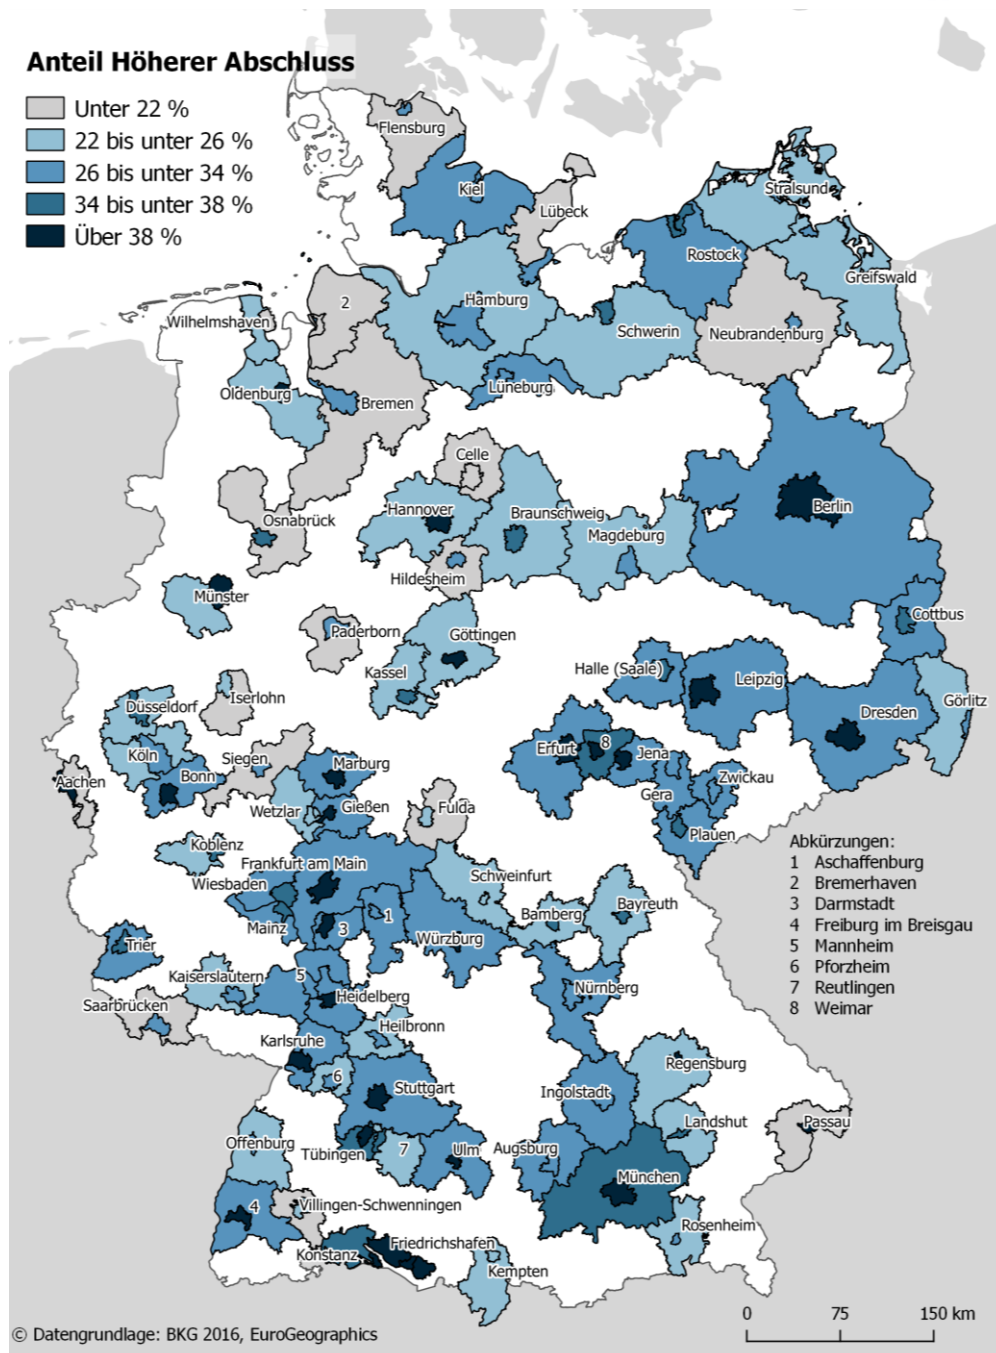 Anteil Höherer Abschluss
Unter 22 %
22 bis unter 26 %
26 bis unter 34 %
34 bis unter 38 %
Über 38 %
Flensburg
Kiel
Lübeck
Stralsund
Rostock
Greifswald
2
Hamburg
Wilhelmshaven
Schwerin
Neubrandenburg
Oldenburg
Bremen
Lüneburg
Celle
Hannover
Braunschweig
Berlin
Osnabrück
Magdeburg
Hildesheim
Münster
Cottbus
Paderborn
Göttingen
Kassel
Halle (Saale)
Leipzig
Iserlohn
Düsseldorf
Görlitz
Dresden
8
Erfurt
Jena
Köln
Siegen
Bonn
Marburg
Aachen
Zwickau
Gera
Wetzlar
Gießen
Fulda
Plauen
Koblenz
Frankfurt am Main
Wiesbaden
Schweinfurt
Abkürzungen:
1 Aschaffenburg
2 Bremerhaven
3 Darmstadt
4 Freiburg im Breisgau
5 Mannheim
6 Pforzheim
7 Reutlingen
8 Weimar
Bayreuth
Bamberg
1
Mainz
3
Würzburg
Trier
Kaiserslautern
5
Nürnberg
Heidelberg
Saarbrücken
Heilbronn
Karlsruhe
Regensburg
6
Stuttgart
Ingolstadt
Landshut
Passau
Offenburg
Tübingen
7
Ulm
Augsburg
München
4
Villingen-Schwenningen
Rosenheim
Konstanz
Friedrichshafen
Kempten
0 75 150 km
© Datengrundlage: BKG 2016, EuroGeographics